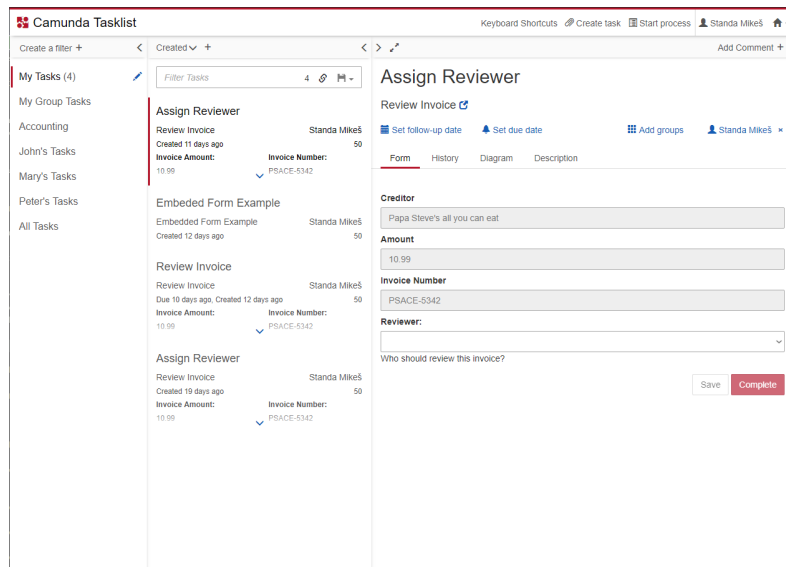 Camunda Tasklist
Keyboard Shortcuts Create task Start process Standa Mikeš
Create a filter +
My Tasks (4)
My Group Tasks
Accounting
John's Tasks
Mary's Tasks
Peter's Tasks
All Tasks
Created +
Filter Tasks 4
Assign Reviewer
Review Invoice Standa Mikeš
Created 11 days ago 50
Invoice Amount: Invoice Number:
10.99 PSACE-5342
Embeded Form Example
Embedded Form Example Standa Mikeš
Created 12 days ago 50
Review Invoice
Review Invoice Standa Mikeš
Due 10 days ago, Created 12 days ago 50
Invoice Amount: Invoice Number:
10.99 PSACE-5342
Assign Reviewer
Review Invoice Standa Mikeš
Created 19 days ago 50
Invoice Amount: Invoice Number:
10.99 PSACE-5342
Add Comment +
Assign Reviewer
Review Invoice
Set follow-up date Set due date Add groups Standa Mikeš ×
Form History Diagram Description
Creditor
Papa Steve's all you can eat
Amount
10.99
Invoice Number
PSACE-5342
Reviewer:
Who should review this invoice?
Save Complete